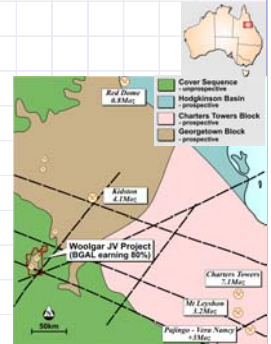 Cover Sequence
- unprospective
Hodgkinson Basin
- prospective
Charters Towers Block
- prospective
Georgetown Block
- prospective
Red Dome
0.8Moz
Kidston
4.1Moz
Woolgar JV Project
(BGAL earning 80%)
Charters Towers
7.1Moz
Mt Leyshon
3.2Moz
Pajingo - Vera Nancy
+3Moz
50km